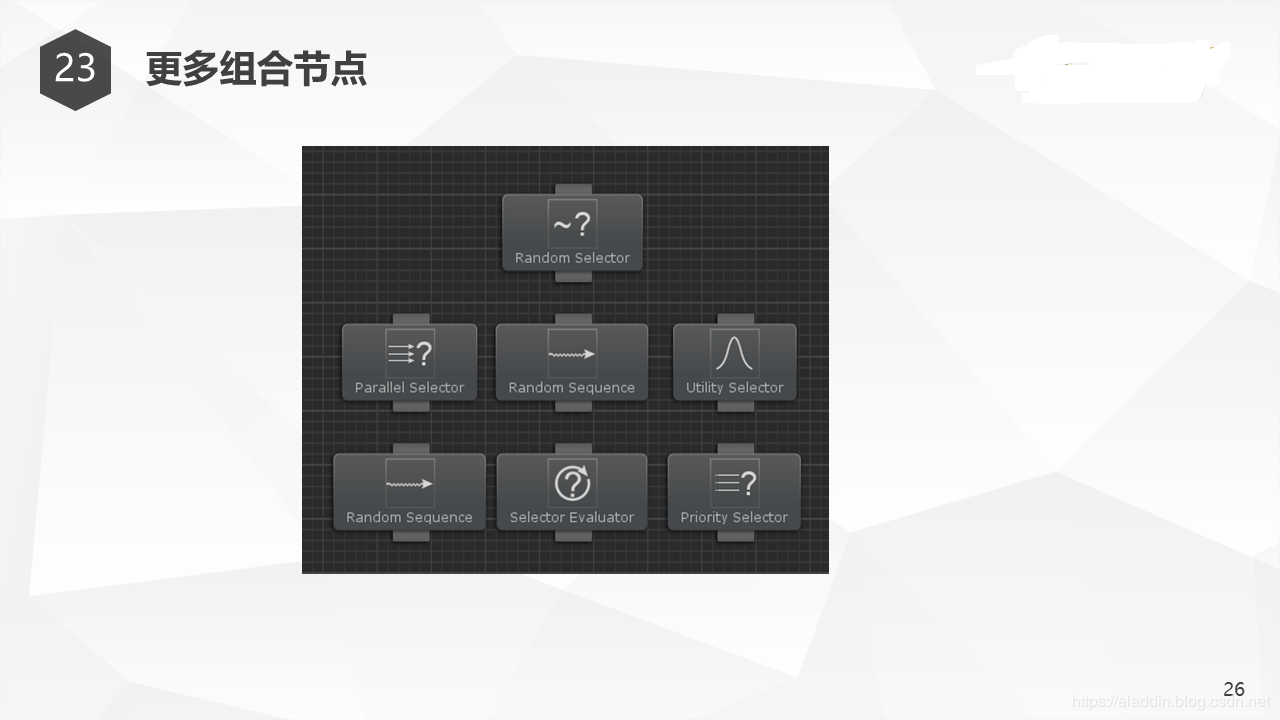 23
更多组合节点
~?
Random Selector
?
Parallel Selector
Random Sequence
Utility Selector
Random Sequence
?
Selector Evaluator
?
Priority Selector
26
https://aladdin.blog.csdn.net